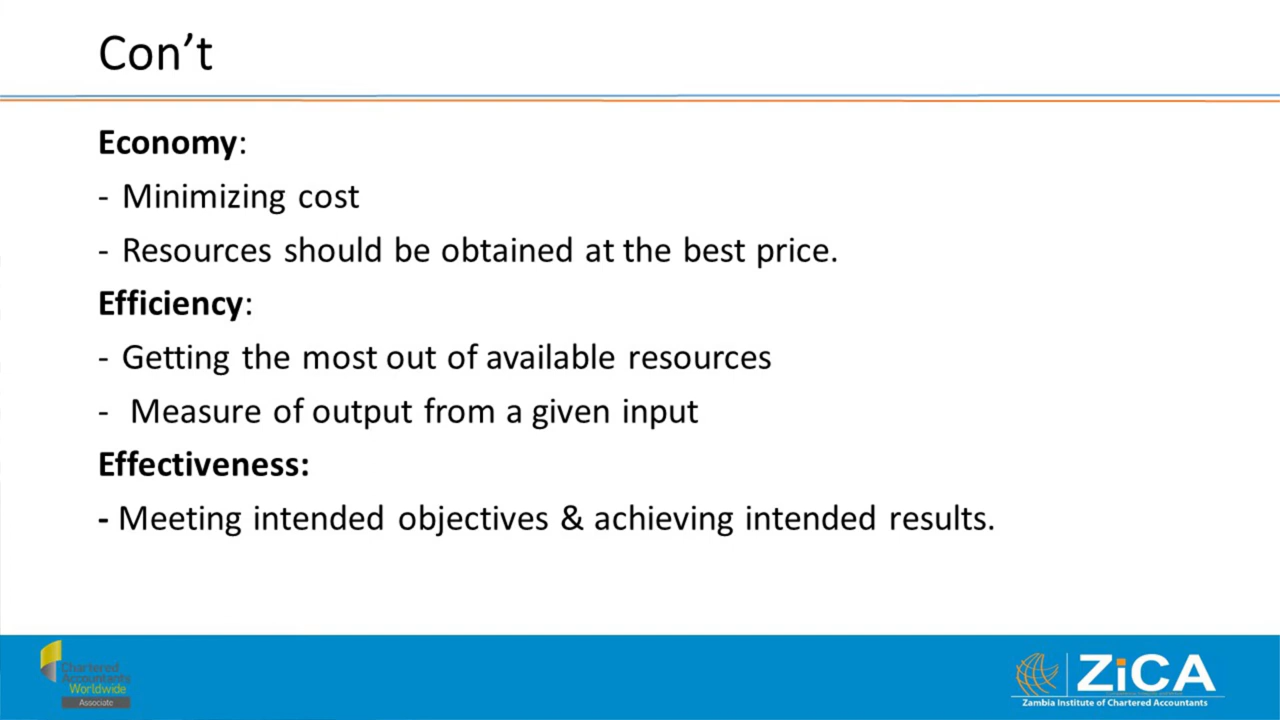 Con’t
Economy:
- Minimizing cost
- Resources should be obtained at the best price.
Efficiency:
- Getting the most out of available resources
- Measure of output from a given input
Effectiveness:
- Meeting intended objectives & achieving intended results.
Chartered
Accountants
Worldwide
Associate
ZiCA
Zambia Institute of Chartered Accountants